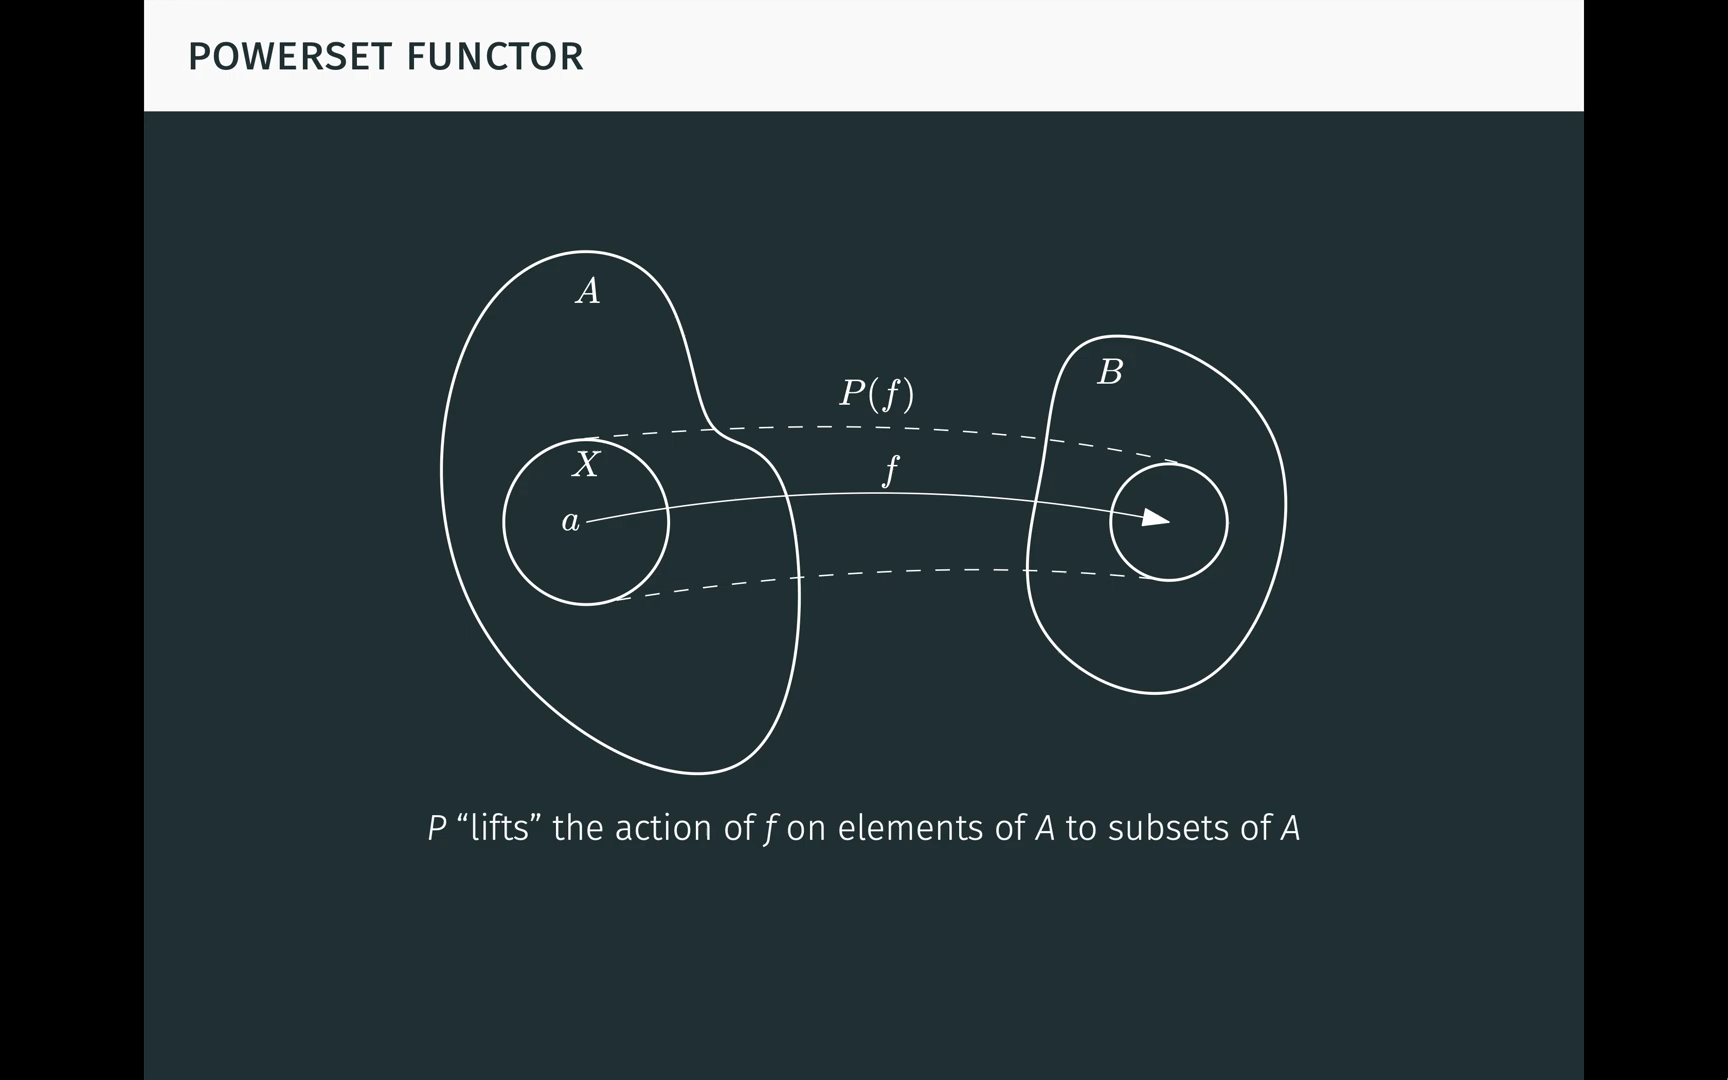 POWERSET FUNCTOR
A
B
P(f)
X
f
a
P “lifts” the action of f on elements of A to subsets of A